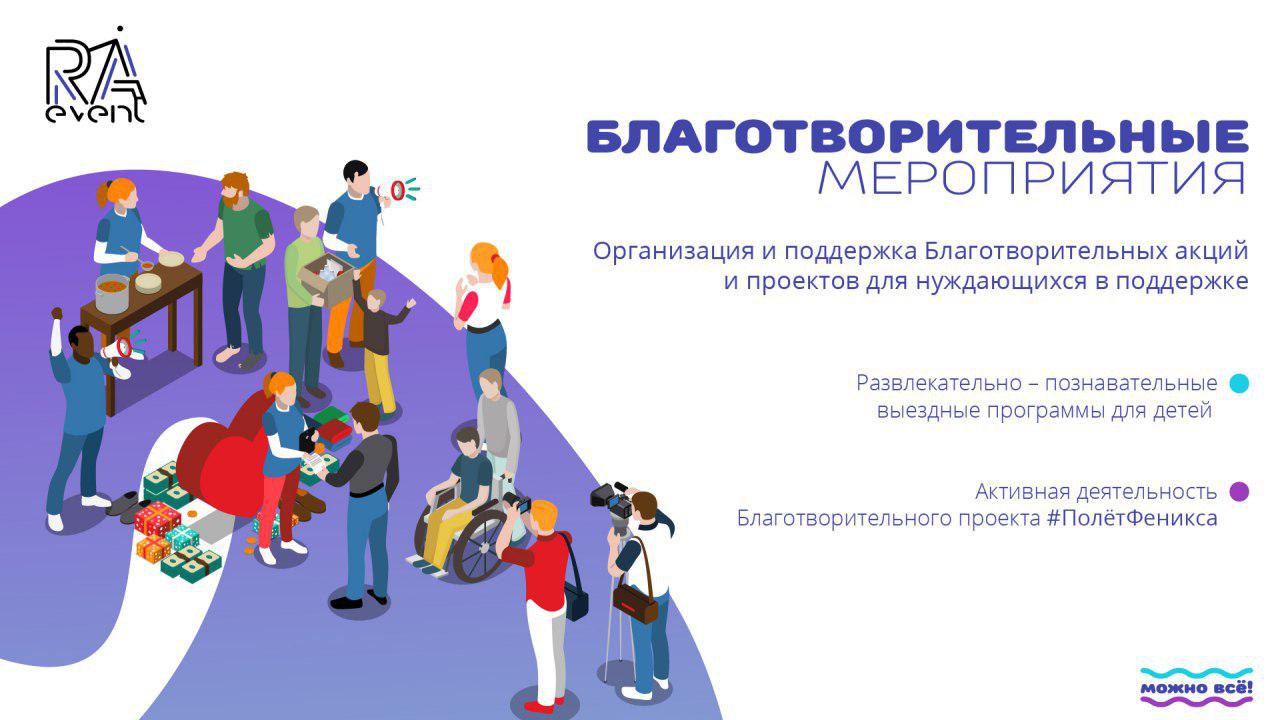 RA
event
БЛАГОТВОРИТЕЛЬНЫЕ
МЕРОПРИЯТИЯ
Организация и поддержка Благотворительных акций
и проектов для нуждающихся в поддержке
Развлекательно – познавательные
выездные программы для детей
Активная деятельность
Благотворительного проекта #ПолётФеникса
можно всё!